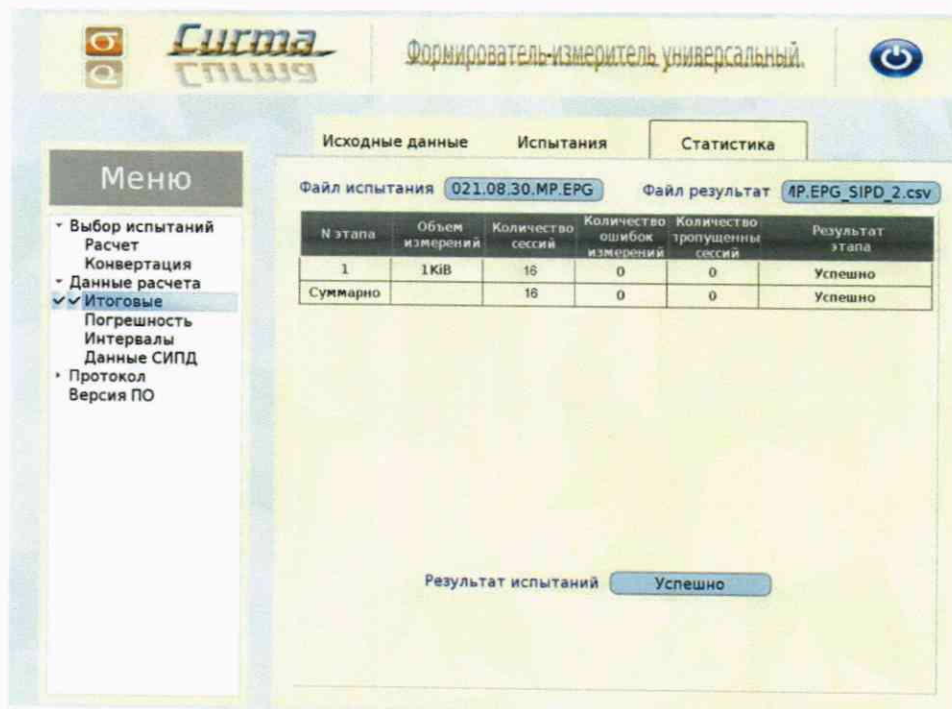 Сигма
Формирователь-измеритель универсальный.
Исходные данные Испытания Статистика
Меню
Файл испытания 021.08.30.MP.EPG Файл результат MP.EPG_SIPD_2.csv
Выбор испытаний
Расчет
Конвертация
Данные расчета
Итоговые
Погрешность
Интервалы
Данные СИПД
Протокол
Версия ПО
N этапа Объем измерений Количество сессий Количество ошибок измерений Количество тропущенны сессий Результат этапа
1 1KiB 16 0 0 Успешно
Суммарно 16 0 0 Успешно
Результат испытаний Успешно